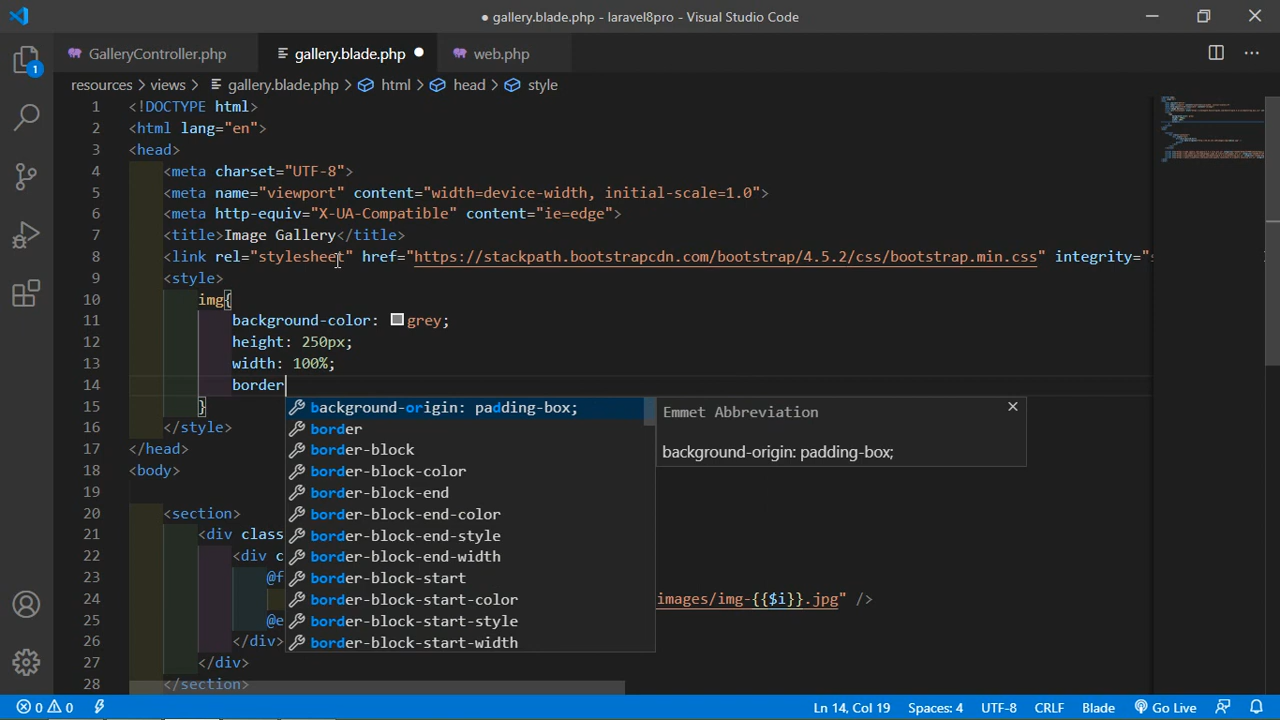 ● gallery.blade.php - laravel8pro - Visual Studio Code
GalleryController.php
gallery.blade.php
web.php
resources > views > gallery.blade.php > html > head > style
1 <!DOCTYPE html>
2 <html lang="en">
3 <head>
4 <meta charset="UTF-8">
5 <meta name="viewport" content="width=device-width, initial-scale=1.0">
6 <meta http-equiv="X-UA-Compatible" content="ie=edge">
7 <title>Image Gallery</title>
8 <link rel="stylesheet" href="https://stackpath.bootstrapcdn.com/bootstrap/4.5.2/css/bootstrap.min.css" integrity="s
9 <style>
10 img{
11 background-color: grey;
12 height: 250px;
13 width: 100%;
14 border
15 }
16 </style>
17 </head>
18 <body>
19
20 <section>
21 <div class
22 <div c
23 @f
24 images/img-{{$i}}.jpg" />
25 @e
26 </div>
27 </div>
28 </section>
background-origin: padding-box;
border
border-block
border-block-color
border-block-end
border-block-end-color
border-block-end-style
border-block-end-width
border-block-start
border-block-start-color
border-block-start-style
border-block-start-width
Emmet Abbreviation
background-origin: padding-box;
1
0 0
Ln 14, Col 19
Spaces: 4
UTF-8
CRLF
Blade
Go Live